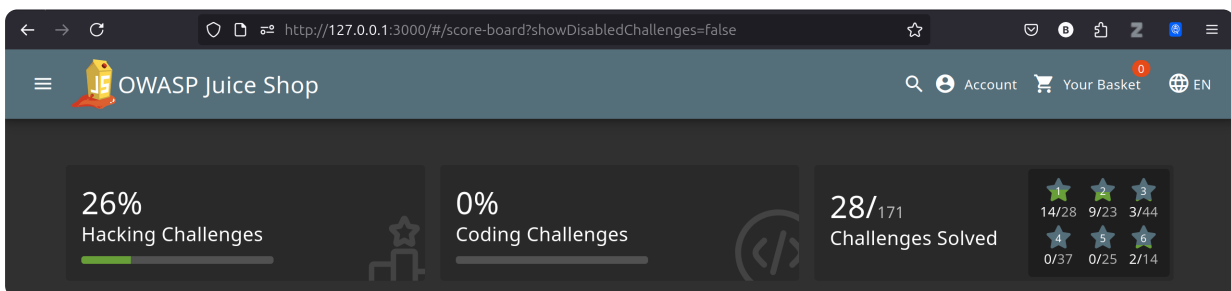 http://127.0.0.1:3000/#/score-board?showDisabledChallenges=false
B
Z
JS
OWASP Juice Shop
Account
0
Your Basket
EN
26%
Hacking Challenges
0%
Coding Challenges
</>
28/171
Challenges Solved
1 2 3
14/28 9/23 3/44
4 5 6
0/37 0/25 2/14